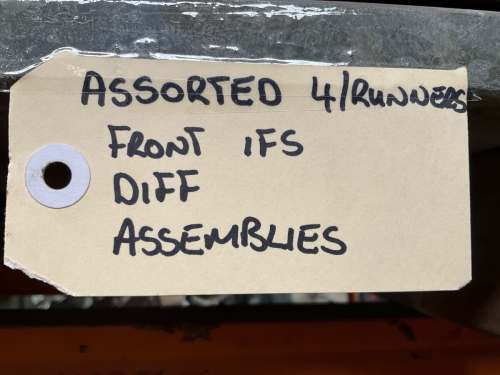 ASSORTED 4/RUNNERS
FRONT IFS
DIFF
ASSEMBLIES